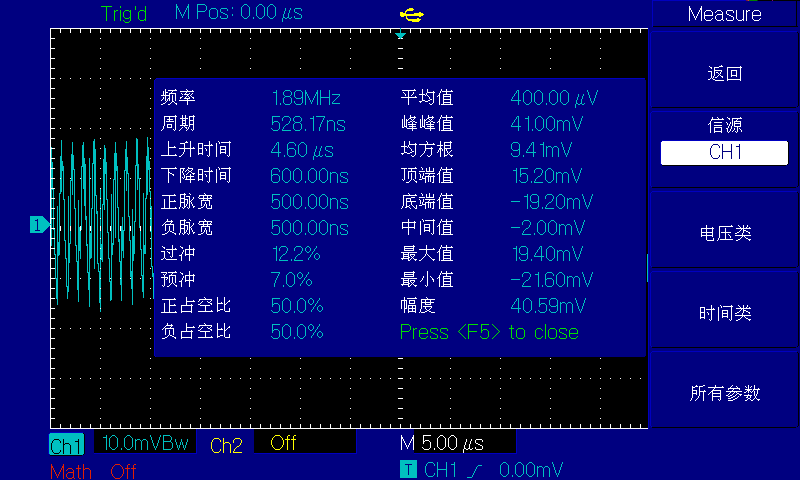 Trig'd M Pos: 0.00 µs Measure
返回
信源
CH1
电压类
时间类
所有参数
频率 1.89MHz 平均值 400.00 µV
周期 528.17ns 峰峰值 41.00mV
上升时间 4.60 µs 均方根 9.41mV
下降时间 600.00ns 顶端值 15.20mV
正脉宽 500.00ns 底端值 -19.20mV
负脉宽 500.00ns 中间值 -2.00mV
过冲 12.2% 最大值 19.40mV
预冲 7.0% 最小值 -21.60mV
正占空比 50.0% 幅度 40.59mV
负占空比 50.0% Press <F5> to close
1
Ch1 10.0mVBw Ch2 Off M 5.00 µs
Math Off T CH1 0.00mV